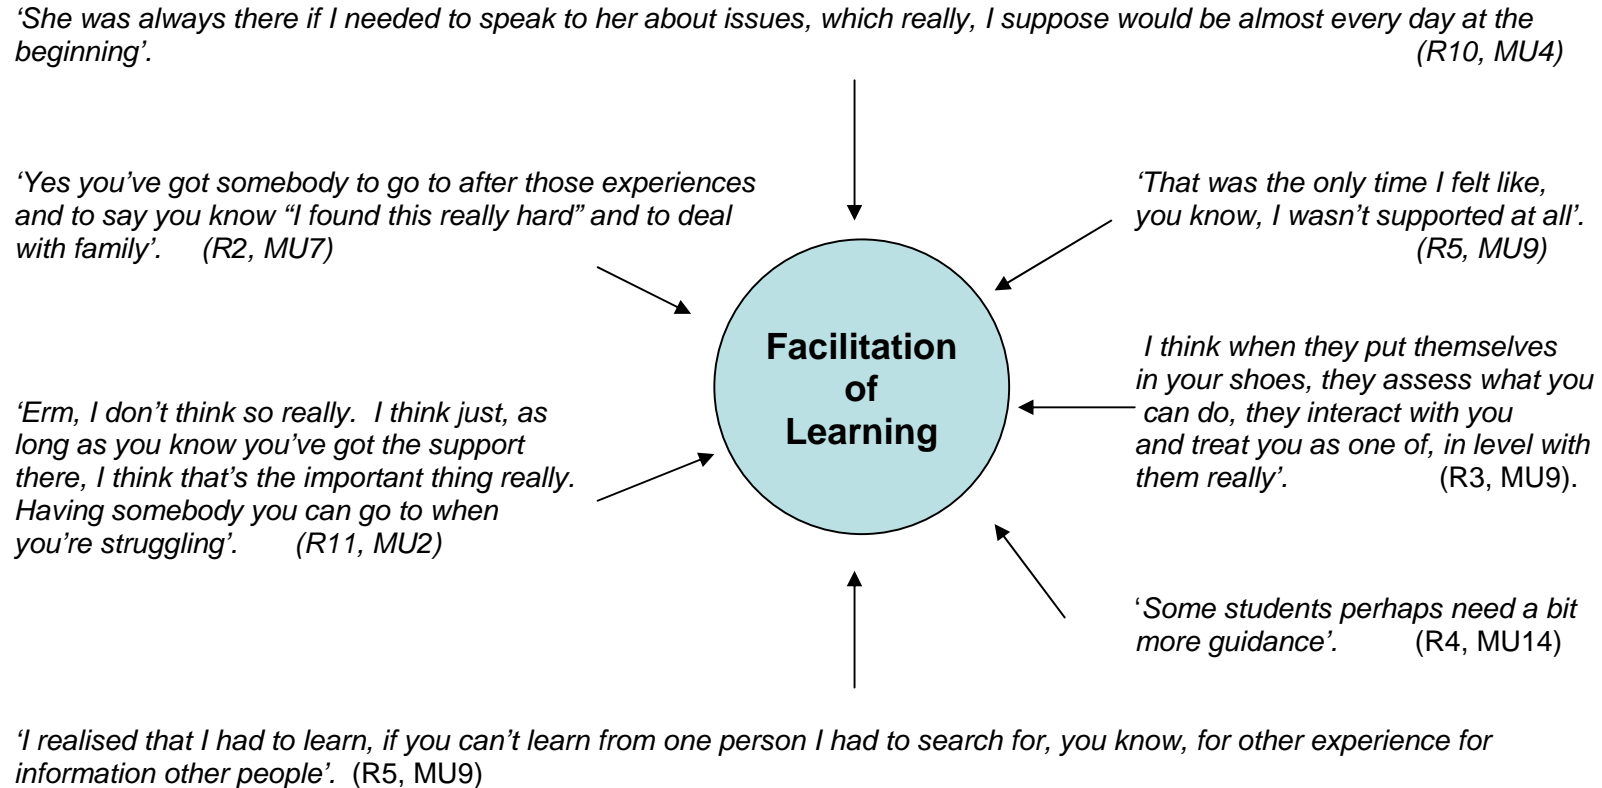 ‘She was always there if I needed to speak to her about issues, which really, I suppose would be almost every day at the
beginning’. (R10, MU4)
‘Yes you’ve got somebody to go to after those experiences
and to say you know “I found this really hard” and to deal
with family’. (R2, MU7)
‘That was the only time I felt like,
you know, I wasn’t supported at all’.
(R5, MU9)
Facilitation
of
Learning
I think when they put themselves
in your shoes, they assess what you
can do, they interact with you
and treat you as one of, in level with
them really’. (R3, MU9).
‘Erm, I don’t think so really. I think just, as
long as you know you’ve got the support
there, I think that’s the important thing really.
Having somebody you can go to when
you’re struggling’. (R11, MU2)
‘Some students perhaps need a bit
more guidance’. (R4, MU14)
‘I realised that I had to learn, if you can’t learn from one person I had to search for, you know, for other experience for
information other people’. (R5, MU9)